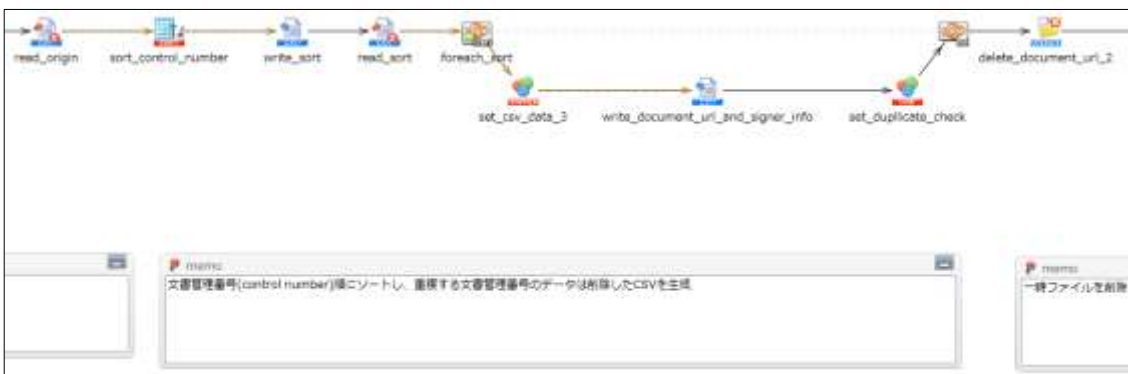 read_origin
sort_control_number
write_sort
read_sort
foreach_sort
delete_document_url_2
set_csv_data_3
write_document_url_and_signer_info
set_duplicate_check
memo
文書管理番号(control number)順にソートし、重複する文書管理番号のデータは削除したCSVを生成
memo
一時ファイルを削除